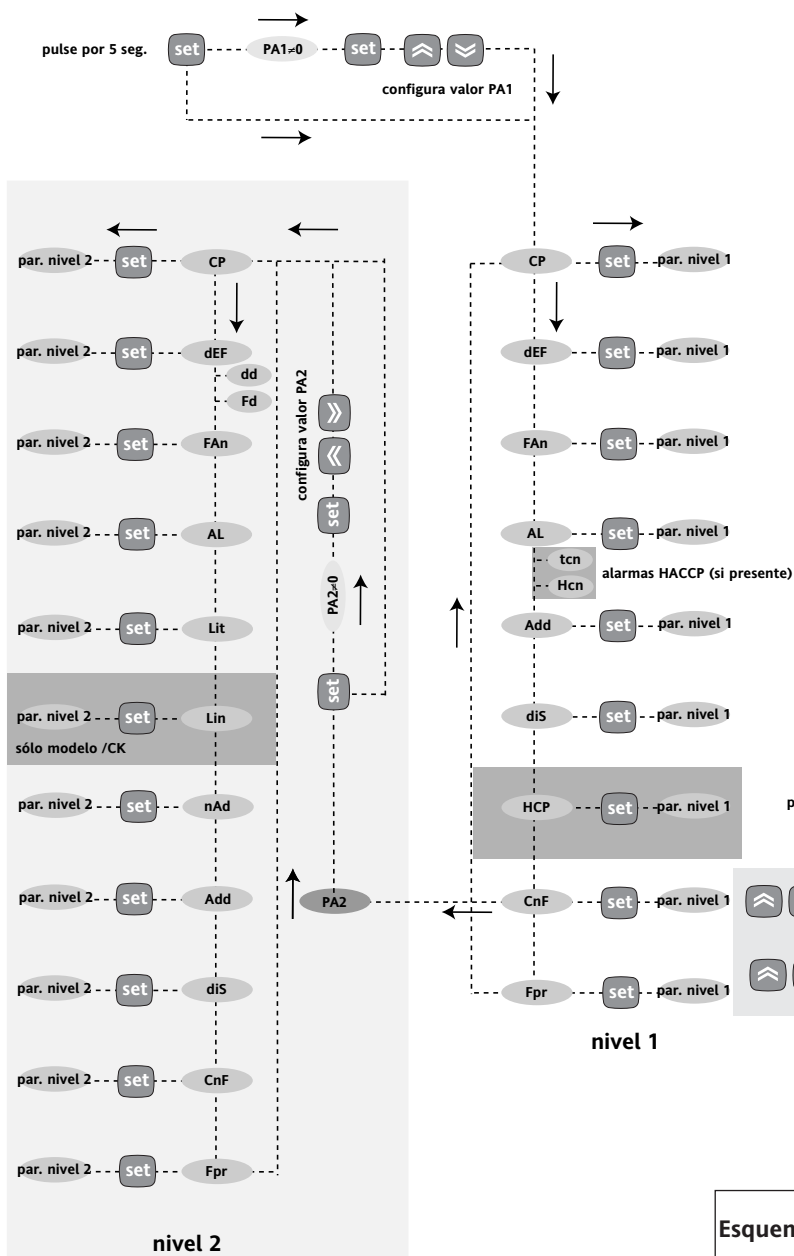 pulse por 5 seg. set PA1≠0 set
configura valor PA1
par. nivel 2 set CP
par. nivel 2 set dEF
dd
Fd
par. nivel 2 set FAn
par. nivel 2 set AL
par. nivel 2 set Lit
par. nivel 2 set Lin
sólo modelo /CK
par. nivel 2 set nAd
par. nivel 2 set Add
par. nivel 2 set diS
par. nivel 2 set CnF
par. nivel 2 set Fpr
nivel 2
configura valor PA2
set
PA2≠0
set
PA2
CP set par. nivel 1
dEF set par. nivel 1
FAn set par. nivel 1
AL set par. nivel 1
tcn
alarmas HACCP (si presente)
Hcn
Add set par. nivel 1
diS set par. nivel 1
HCP set par. nivel 1
p
CnF set par. nivel 1
Fpr set par. nivel 1
nivel 1
Esquen